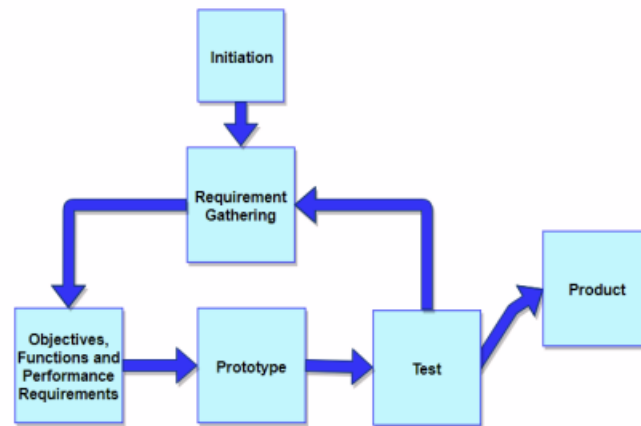 Initiation
Requirement
Gathering
Product
Objectives,
Functions and
Performance
Requirements
Prototype
Test